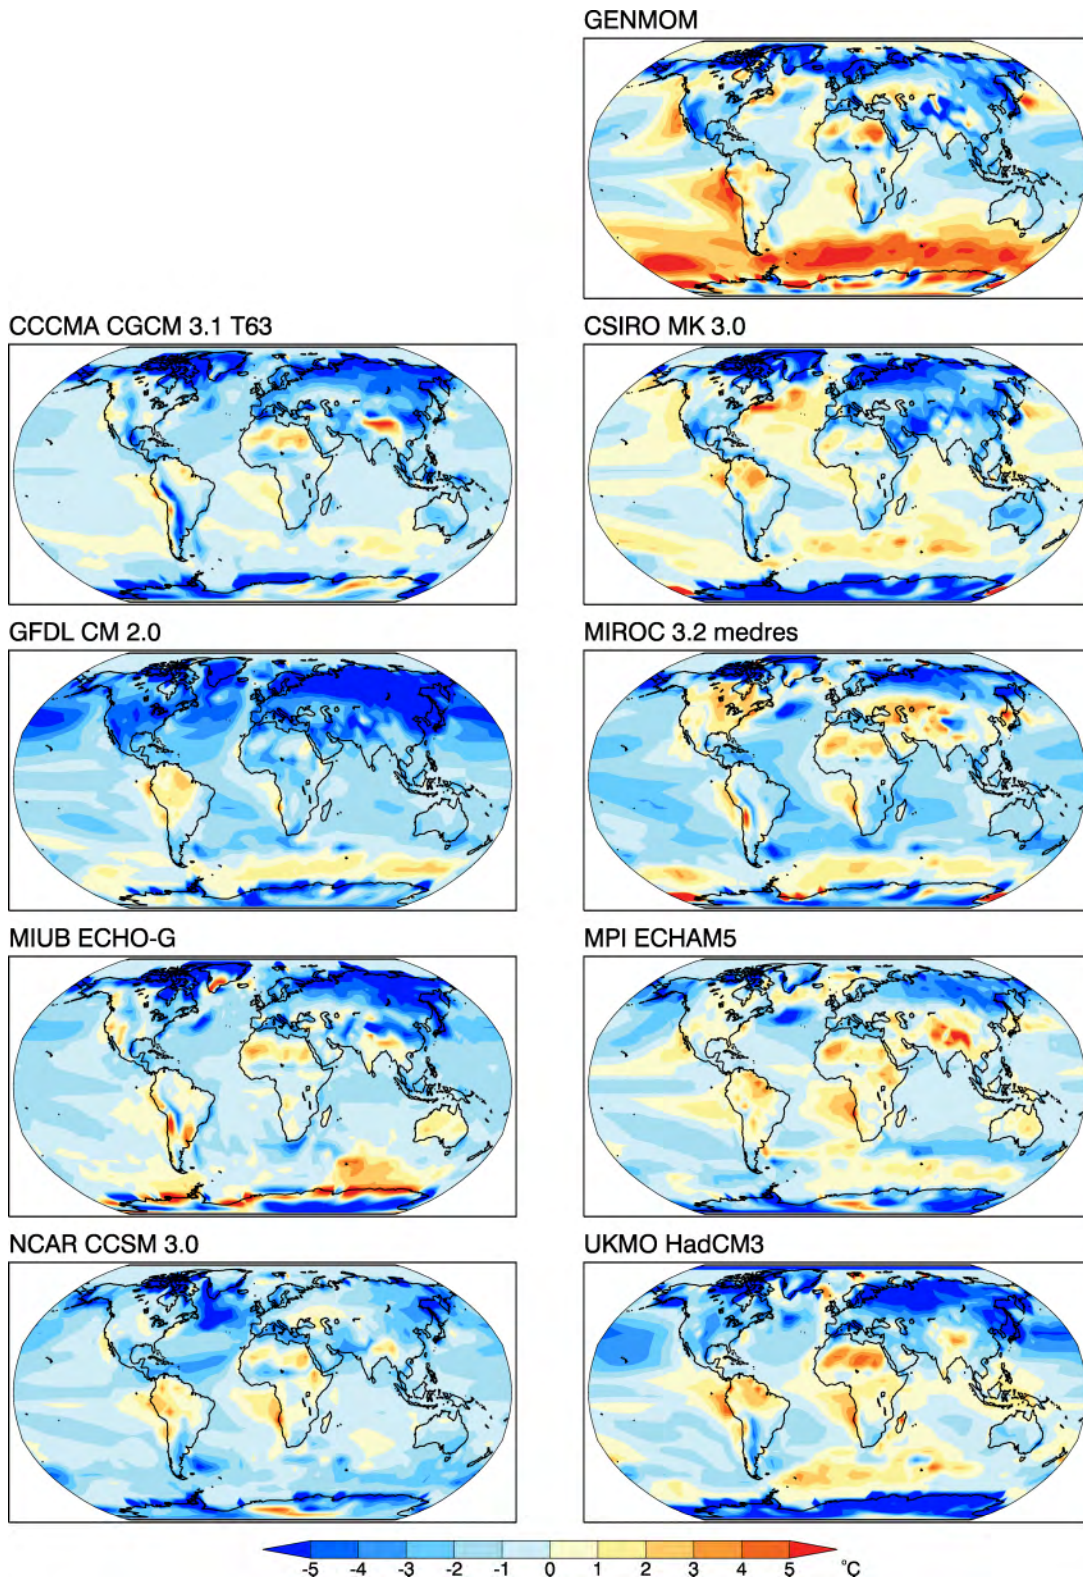 GENMOM
CCCMA CGCM 3.1 T63
CSIRO MK 3.0
GFDL CM 2.0
MIROC 3.2 medres
MIUB ECHO-G
MPI ECHAM5
NCAR CCSM 3.0
UKMO HadCM3
-5 -4 -3 -2 -1 0 1 2 3 4 5 °C